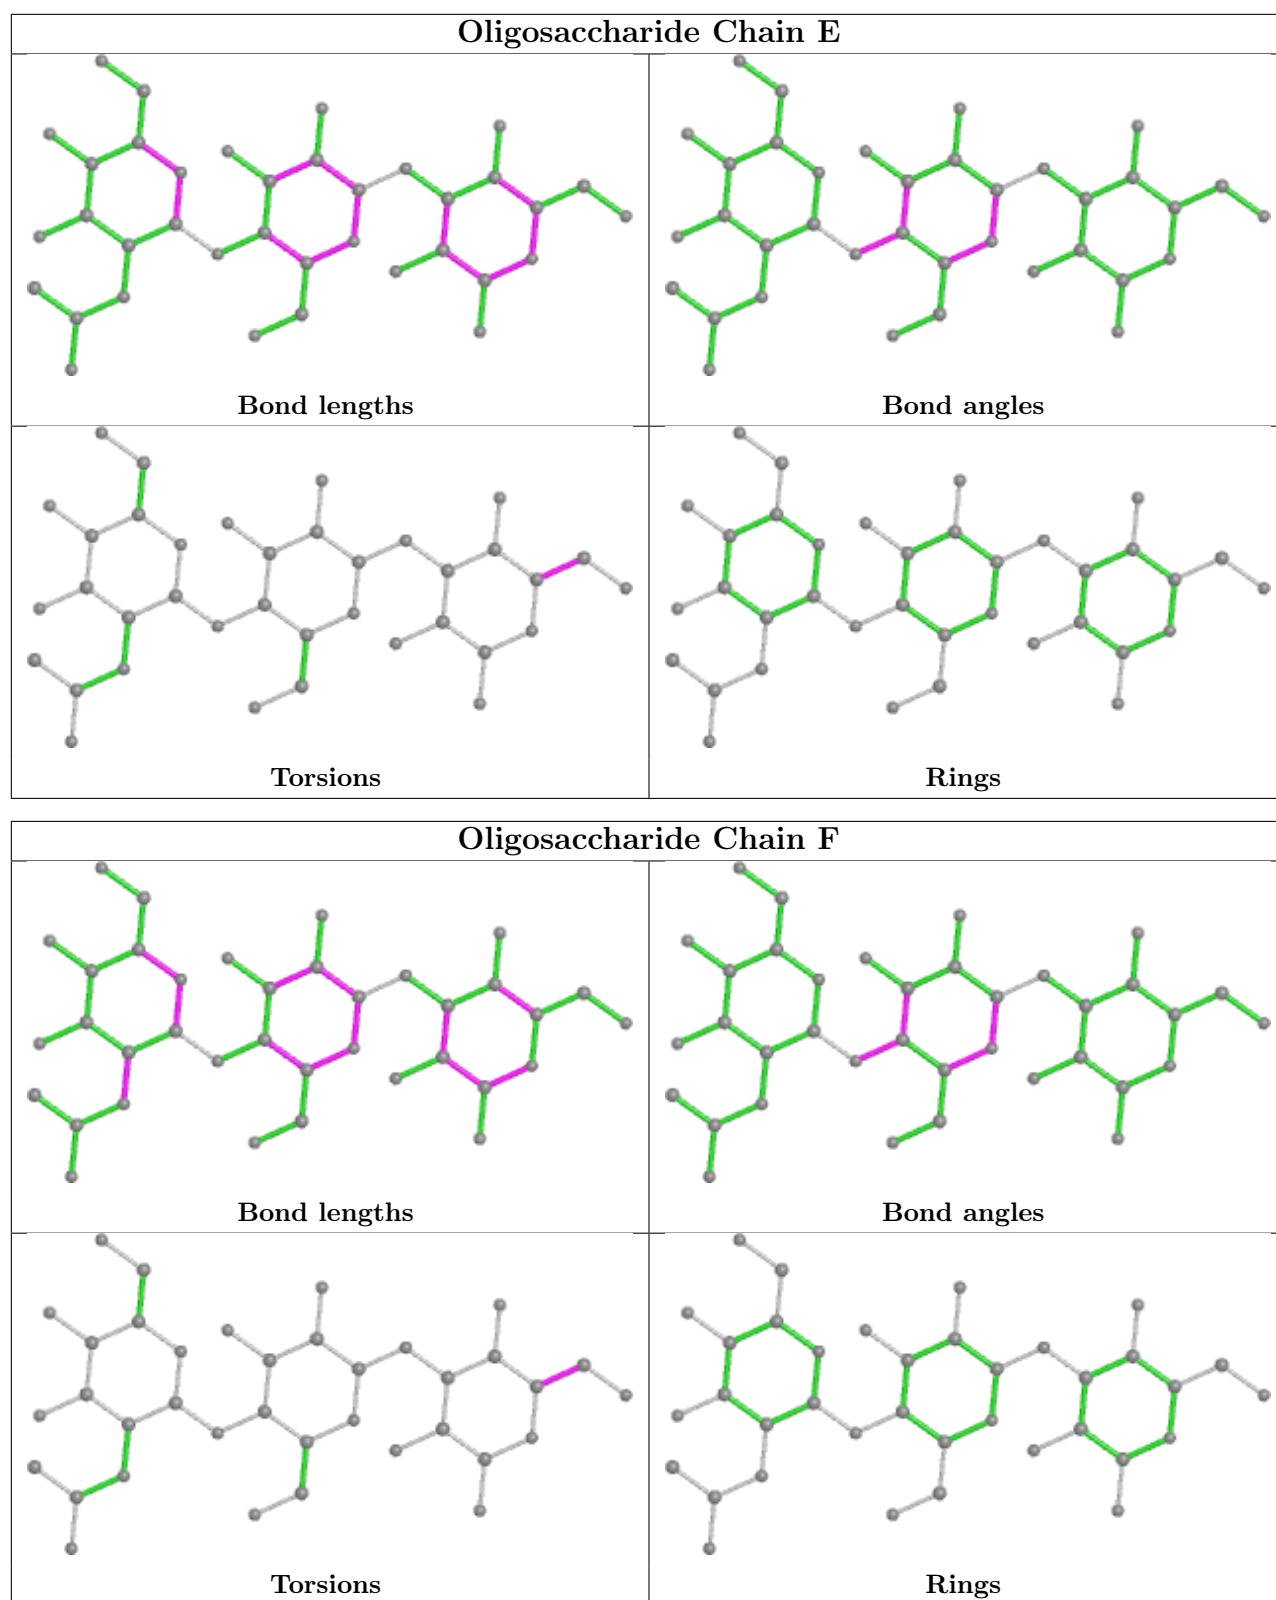 Oligosaccharide Chain E
Bond lengths
Bond angles
Torsions
Rings
Oligosaccharide Chain F
Bond lengths
Bond angles
Torsions
Rings